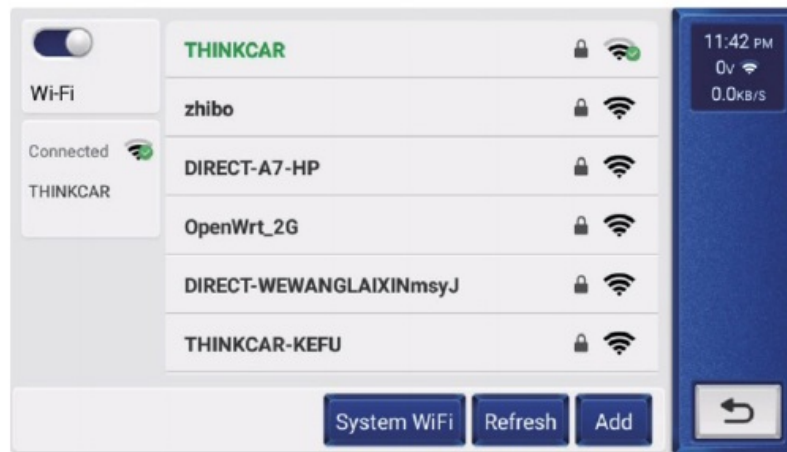 Wi-Fi
Connected
THINKCAR
THINKCAR
zhibo
DIRECT-A7-HP
OpenWrt_2G
DIRECT-WEWANGLAIXINmsyJ
THINKCAR-KEFU
System WiFi
Refresh
Add
11:42 PM
0V
0.0KB/S